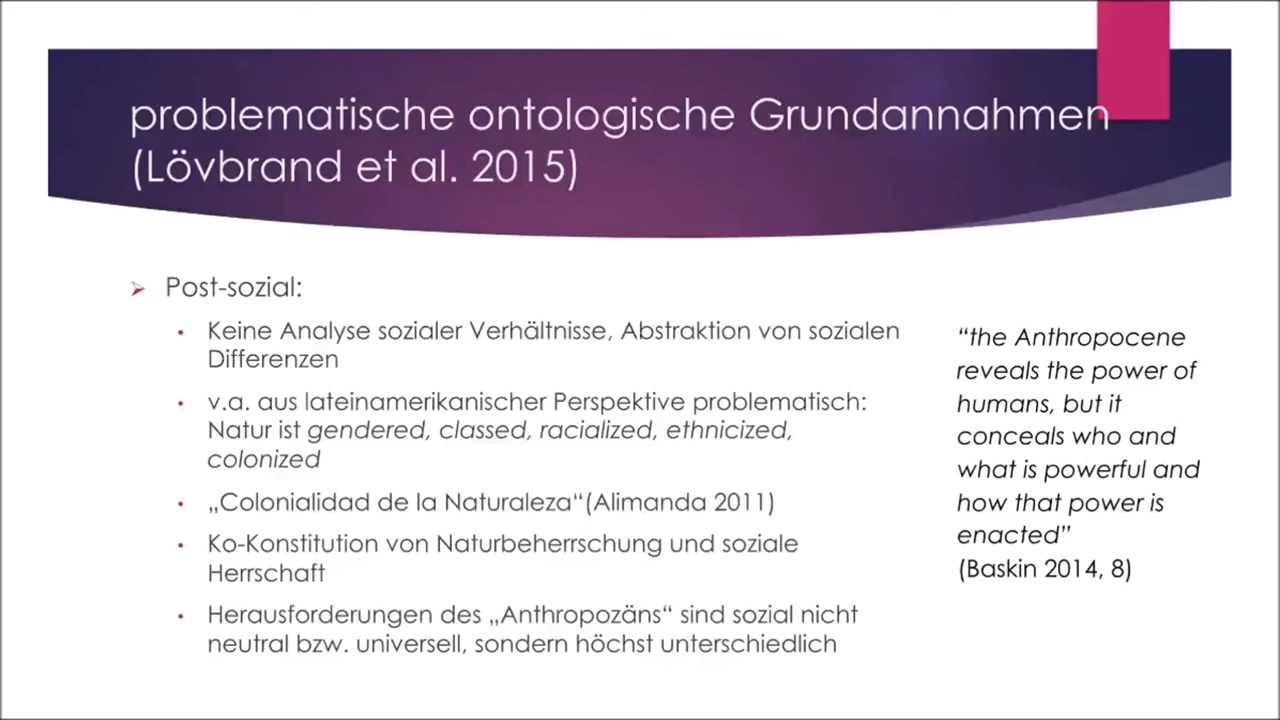 problematische ontologische Grundannahmen
(Lövbrand et al. 2015)
Post-sozial:
Keine Analyse sozialer Verhältnisse, Abstraktion von sozialen
Differenzen
v.a. aus lateinamerikanischer Perspektive problematisch:
Natur ist gendered, classed, racialized, ethnicized,
colonized
„Colonialidad de la Naturaleza“(Alimanda 2011)
Ko-Konstitution von Naturbeherrschung und soziale
Herrschaft
Herausforderungen des „Anthropozäns“ sind sozial nicht
neutral bzw. universell, sondern höchst unterschiedlich
“the Anthropocene
reveals the power of
humans, but it
conceals who and
what is powerful and
how that power is
enacted”
(Baskin 2014, 8)